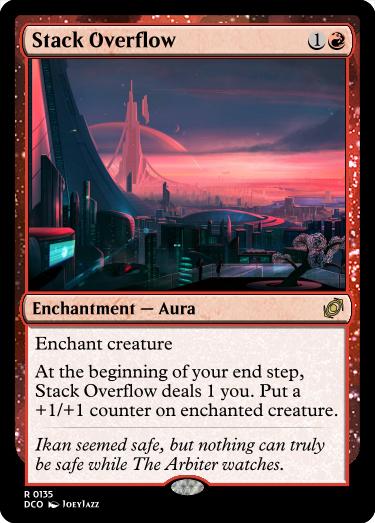 Stack Overflow 1
Enchantment — Aura
Enchant creature
At the beginning of your end step,
Stack Overflow deals 1 you. Put a
+1/+1 counter on enchanted creature.
Ikan seemed safe, but nothing can truly
be safe while The Arbiter watches.
R 0135
DCO JoeyJazz